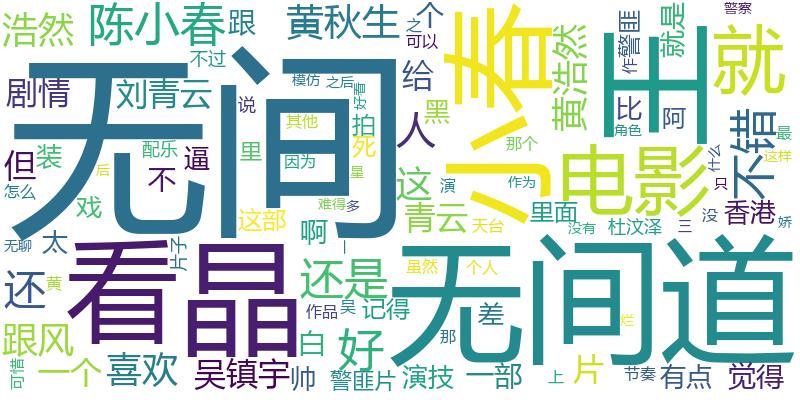 浩然
陈小春
跟
黄秋生
个
之
可以
不过
小春
黄浩然
王
作警匪
就是
警察
就
无间
剧情
刘青云
说
模仿
之后
好看
给
人
黑
比
角色
阿
不错
最
但
装
配乐
逼
里
其他
拍
因为
死
不
这
那个
演
作为
电影
什么
只
这样
怎么
后
戏
这部
星
难得
多
青云
天台
里面
没有
杜汶泽
没
三
香港
娇
无聊
太
片子
啊
一
看
晶
还是
虽然
个人
无间道
还
黄
作品
吴
记得
差
那
烂
跟风
白
好
可惜
一个
喜欢
吴镇宇
帅
警匪片
演技
一部
上
片
节奏
有点
觉得